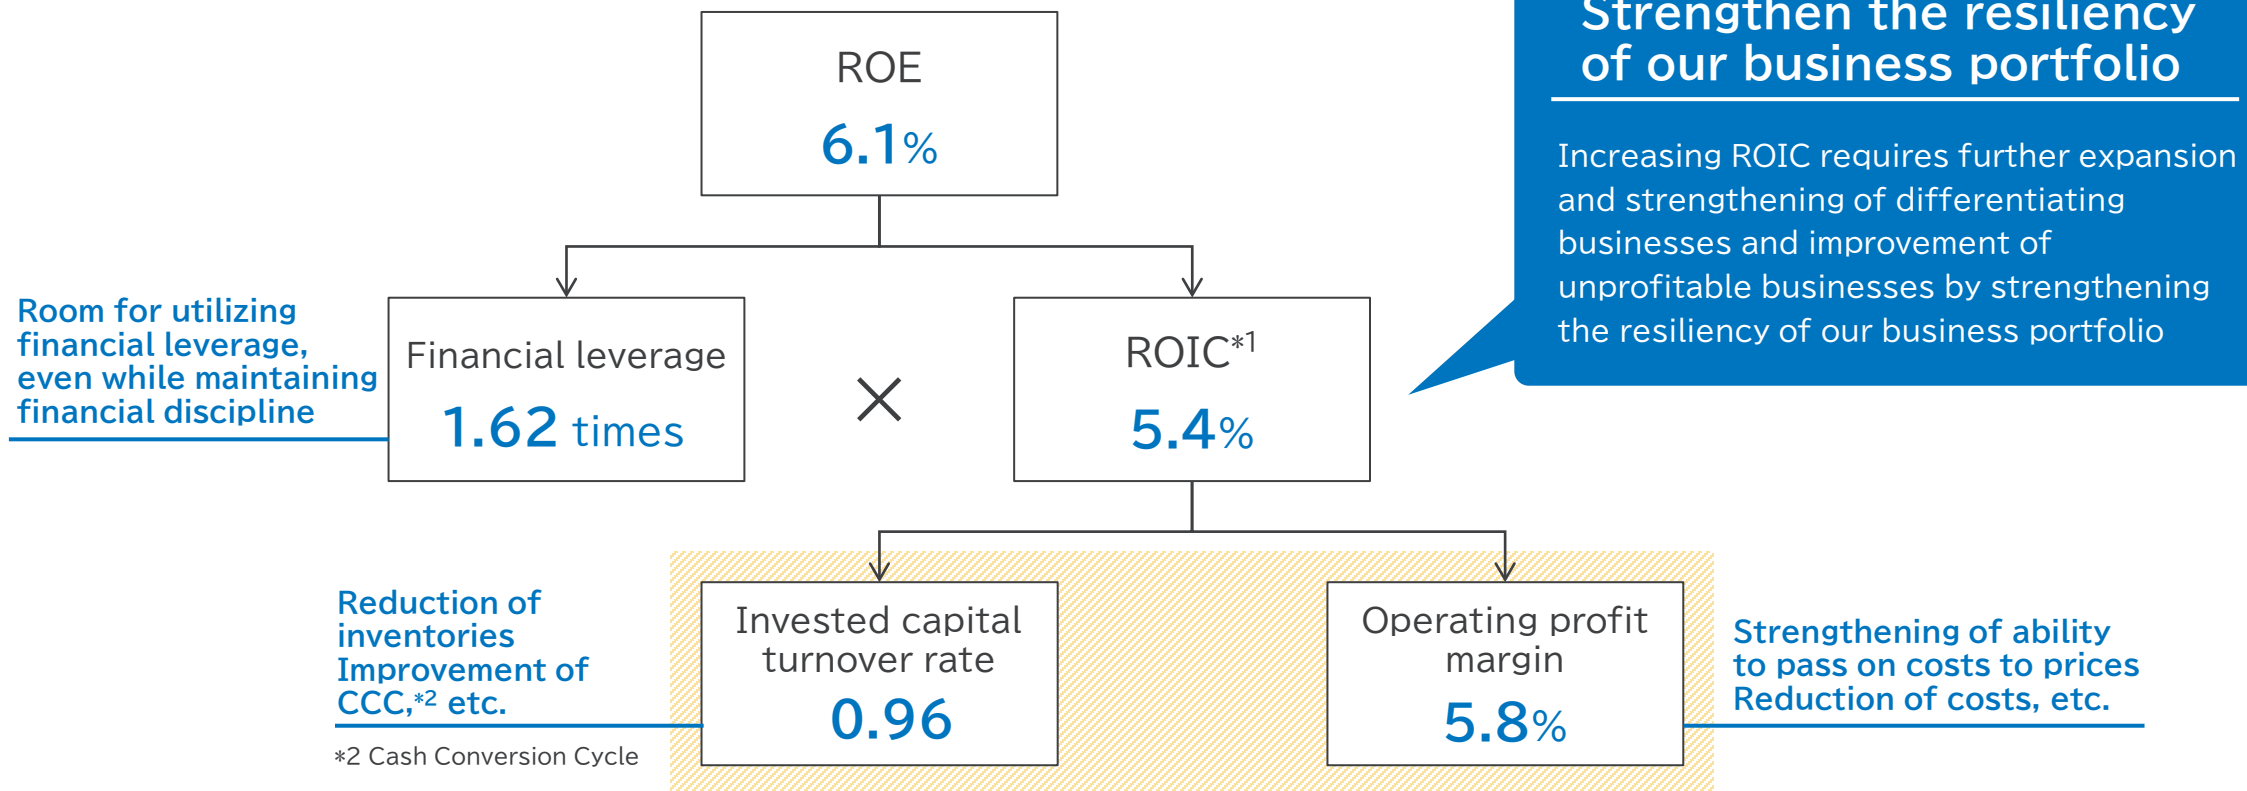 ROE
6.1%
Strengthen the resiliency
of our business portfolio
Increasing ROIC requires further expansion
and strengthening of differentiating
businesses and improvement of
unprofitable businesses by strengthening
the resiliency of our business portfolio
Room for utilizing
financial leverage,
even while maintaining
financial discipline
Financial leverage
1.62 times
×
ROIC*1
5.4%
Reduction of
inventories
Improvement of
CCC,*2 etc.
*2 Cash Conversion Cycle
Invested capital
turnover rate
0.96
Operating profit
margin
5.8%
Strengthening of ability
to pass on costs to prices
Reduction of costs, etc.